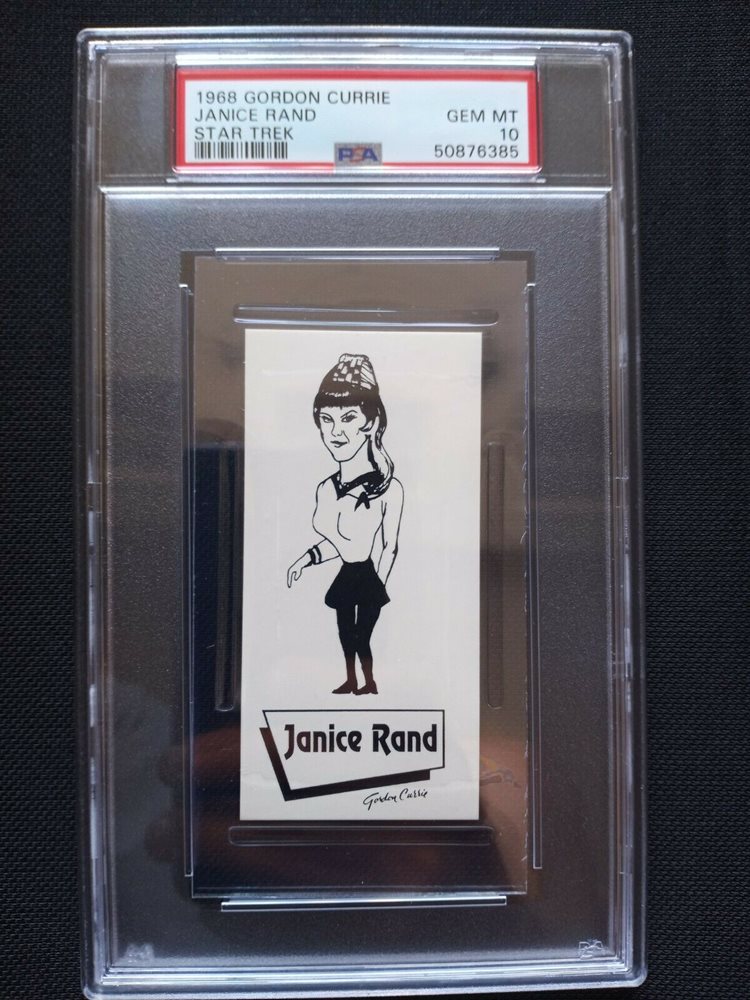 1968 GORDON CURRIE
JANICE RAND GEM MT
STAR TREK 10
PSA 50876385
Janice Rand
Gordon Currie